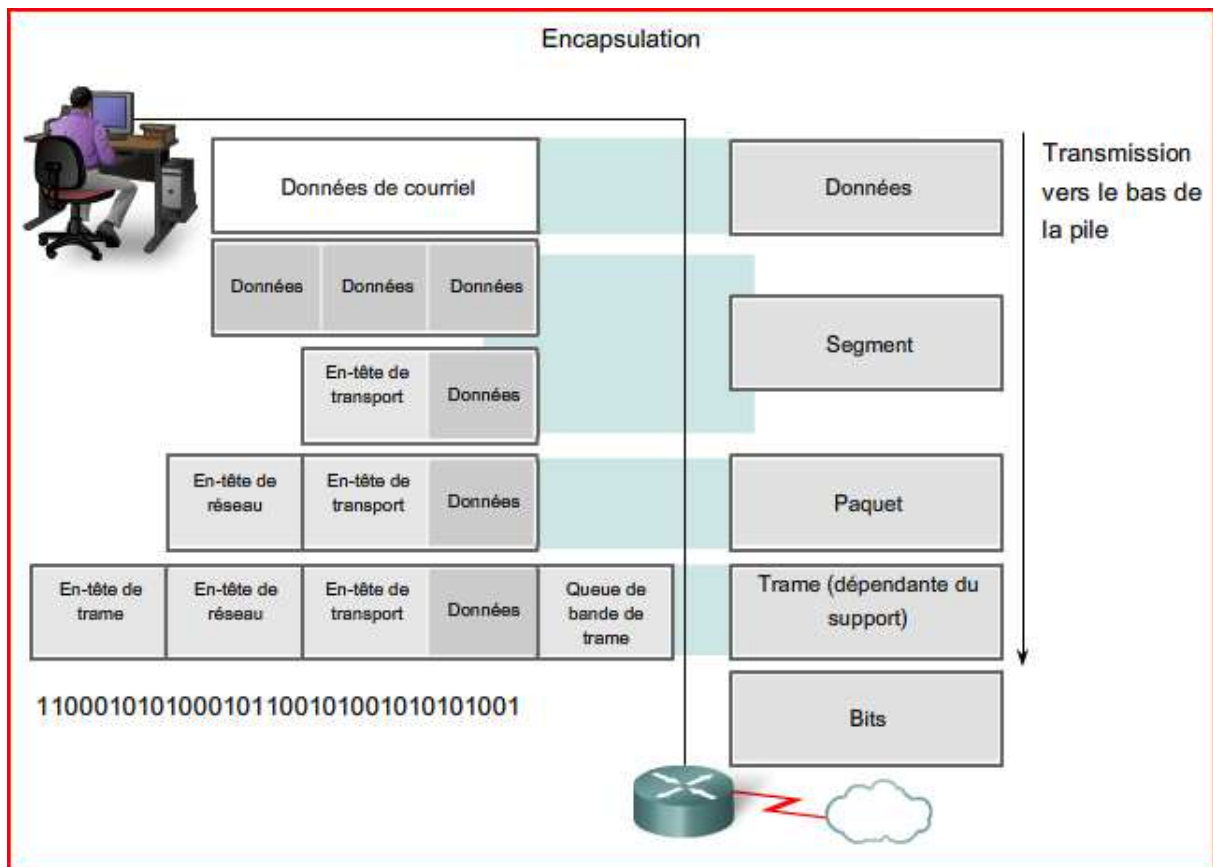 Encapsulation
Données de courriel
Données
Transmission
vers le bas de
la pile
Données
Données
Données
Segment
En-tête de
transport
Données
En-tête de
réseau
En-tête de
transport
Données
Paquet
En-tête de
trame
En-tête de
réseau
En-tête de
transport
Données
Queue de
bande de
trame
Trame (dépendante du
support)
1100010101000101100101001010101001
Bits